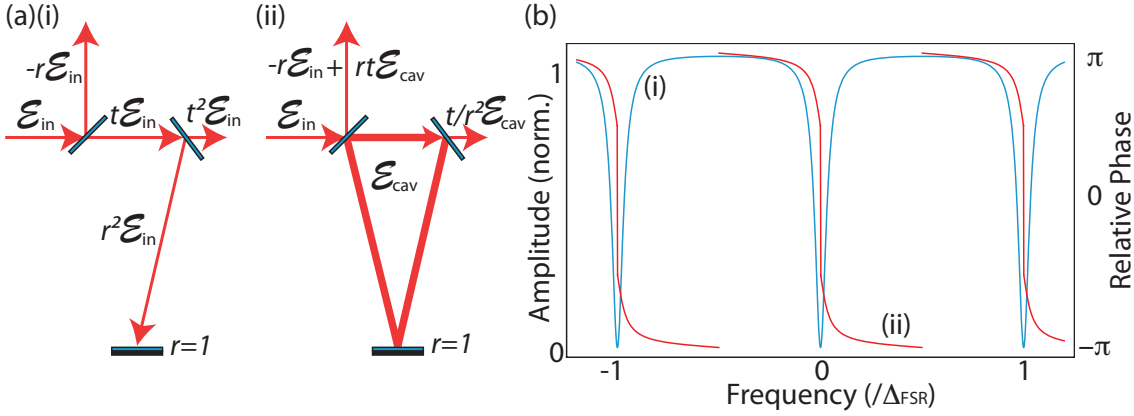 (a)(i)
-rℰin
ℰin
tℰin
t²ℰin
r²ℰin
r=1
(ii)
-rℰin + rtℰcav
ℰin
t/r²ℰcav
ℰcav
r=1
(b)
Amplitude (norm.)
1
0
(i)
(ii)
π
0
-π
Relative Phase
-1 0 1
Frequency (/ΔFSR)